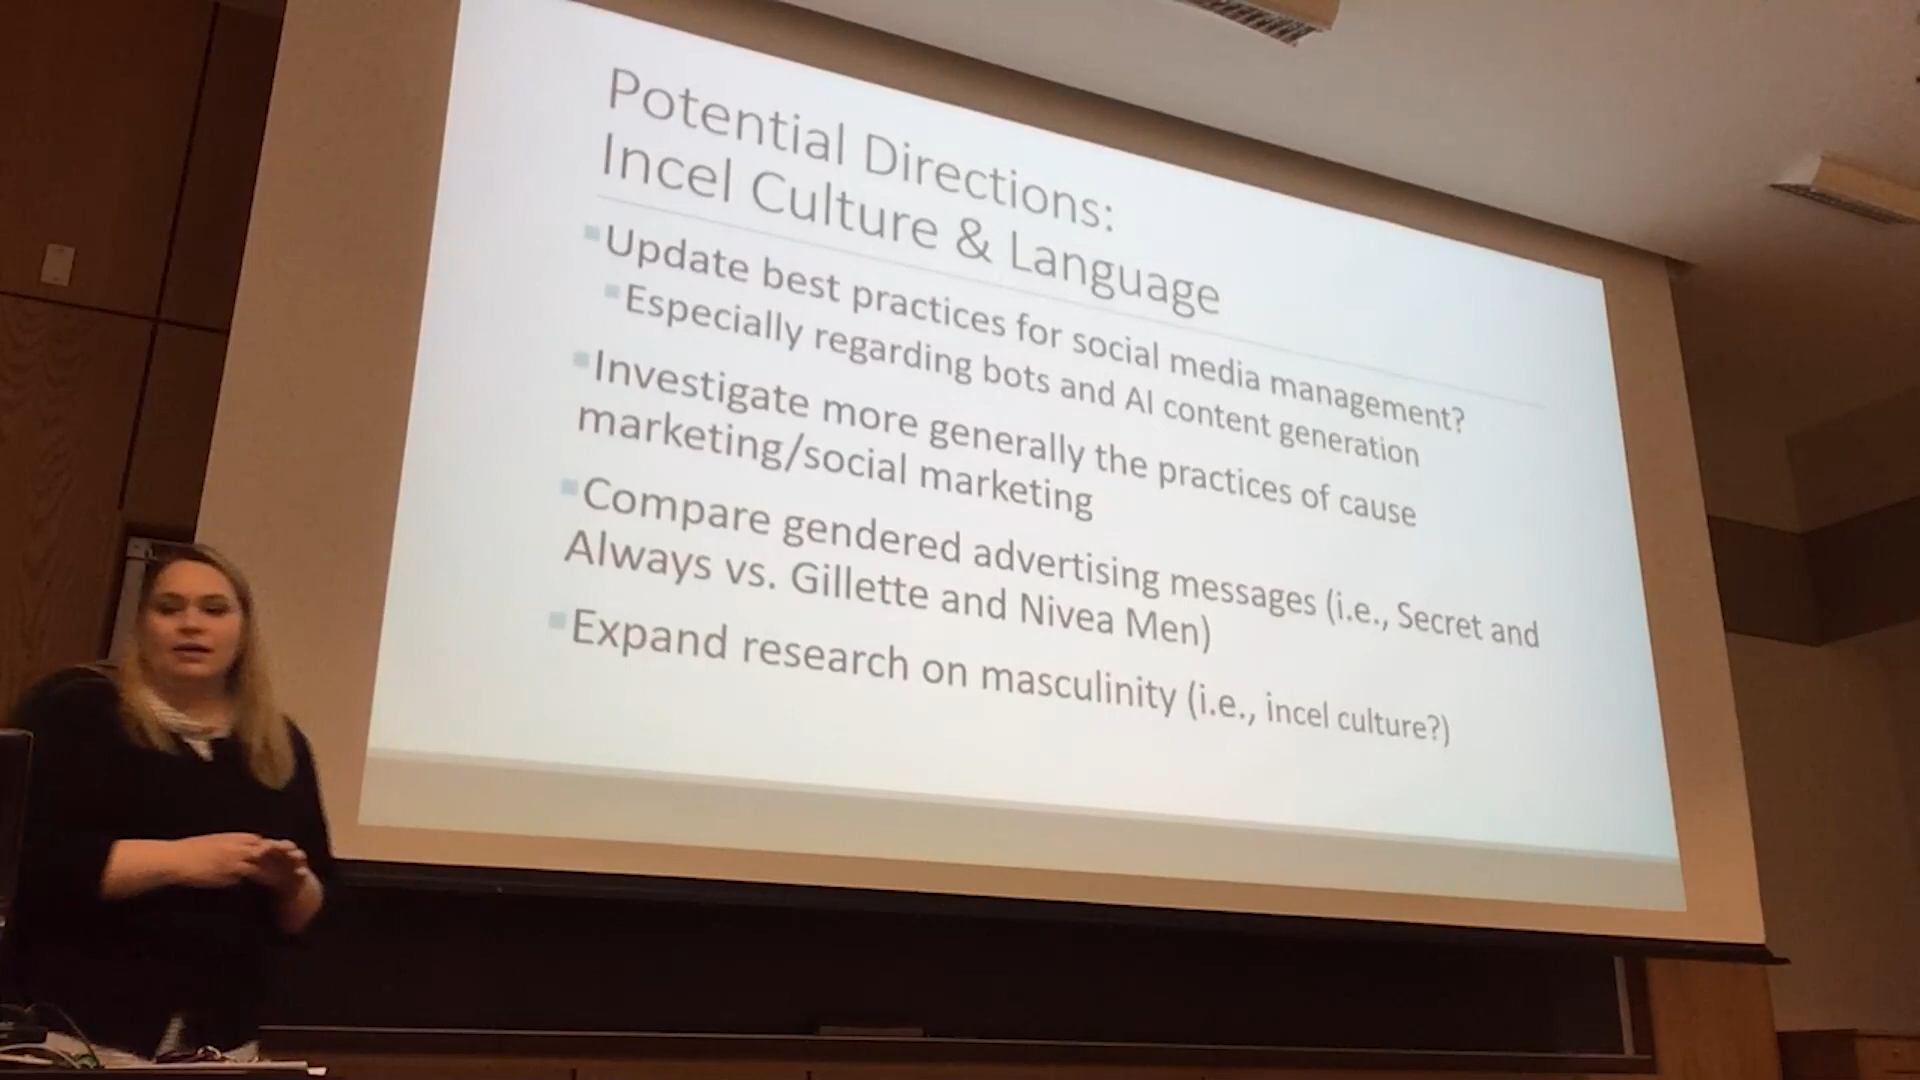 Potential Directions:
Incel Culture & Language
Update best practices for social media management?
Especially regarding bots and AI content generation
Investigate more generally the practices of cause
marketing/social marketing
Compare gendered advertising messages (i.e., Secret and
Always vs. Gillette and Nivea Men)
Expand research on masculinity (i.e., incel culture?)